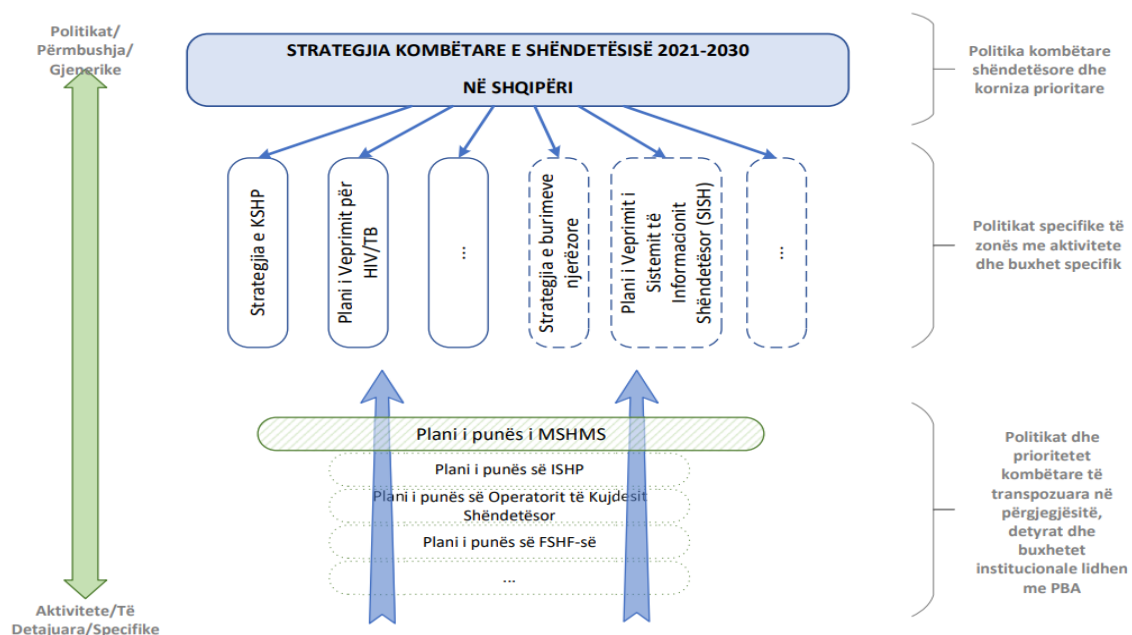 Politikat/
Përmbushja/
Gjenerike
STRATEGJIA KOMBËTARE E SHËNDETËSISË 2021-2030
NË SHQIPËRI
Politika kombëtare
shëndetësore dhe
korniza prioritare
Strategjia e KSHP
Plani i Veprimit për
HIV/TB
...
Strategjia e burimeve
njerëzore
Plani i Veprimit i
Sistemit të
Informacionit
Shëndetësor (SISH)
...
Politikat specifike të
zonës me aktivitete
dhe buxhet specifik
Plani i punës i MSHMS
Plani i punës së ISHP
Plani i punës së Operatorit të Kujdesit
Shëndetësor
Plani i punës së FSHF-së
...
Politikat dhe
prioritetet
kombëtare të
transpozuara në
përgjegjësitë,
detyrat dhe
buxhetet
institucionale lidhen
me PBA
Aktivitete/Të
Detajuara/Specifike